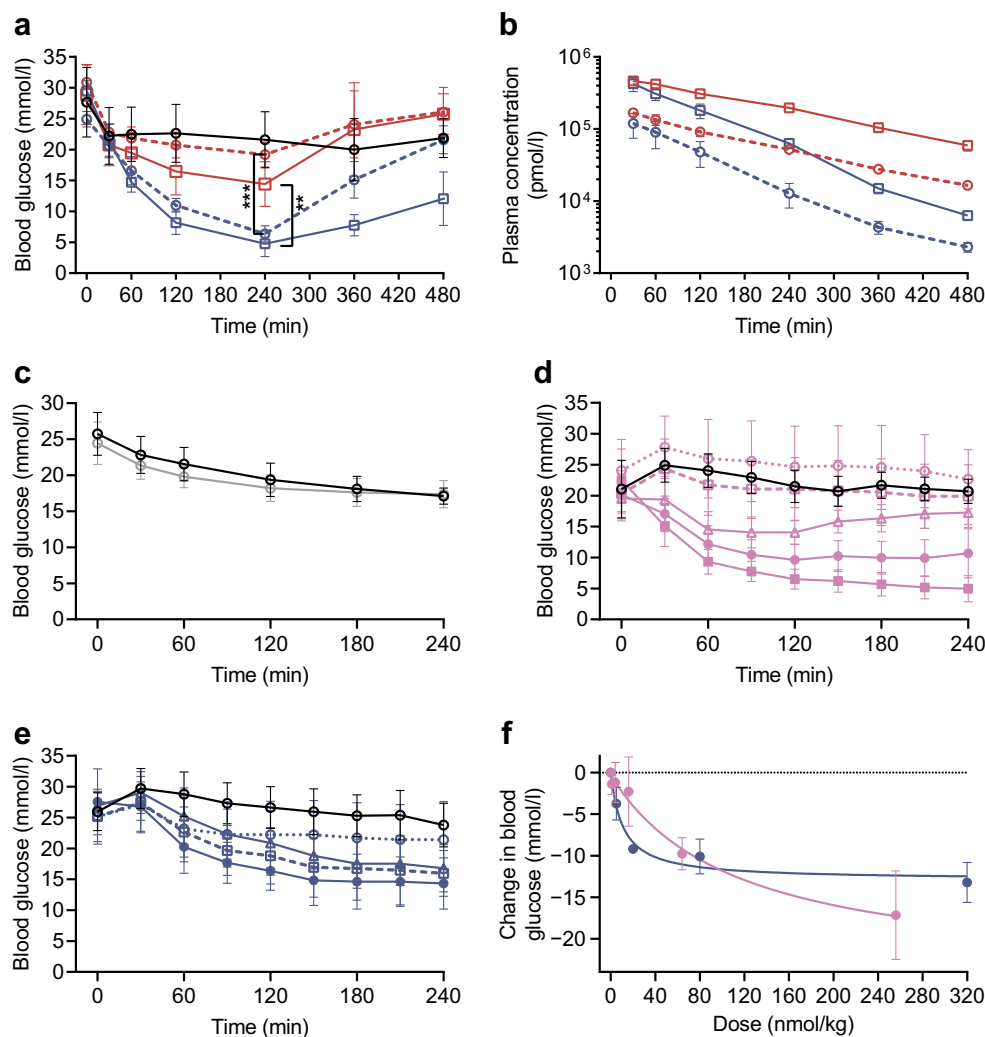 a
Blood glucose (mmol/l)
35
30
25
20
15
10
5
0
***
**
0 60 120 180 240 300 360 420 480
Time (min)
b
Plasma concentration
(pmol/l)
10⁶
10⁵
10⁴
10³
0 60 120 180 240 300 360 420 480
Time (min)
c
Blood glucose (mmol/l)
35
30
25
20
15
10
5
0
0 60 120 180 240
Time (min)
d
Blood glucose (mmol/l)
35
30
25
20
15
10
5
0
0 60 120 180 240
Time (min)
e
Blood glucose (mmol/l)
35
30
25
20
15
10
5
0
0 60 120 180 240
Time (min)
f
Change in blood
glucose (mmol/l)
0
−5
−10
−15
−20
0 40 80 120 160 200 240 280 320
Dose (nmol/kg)